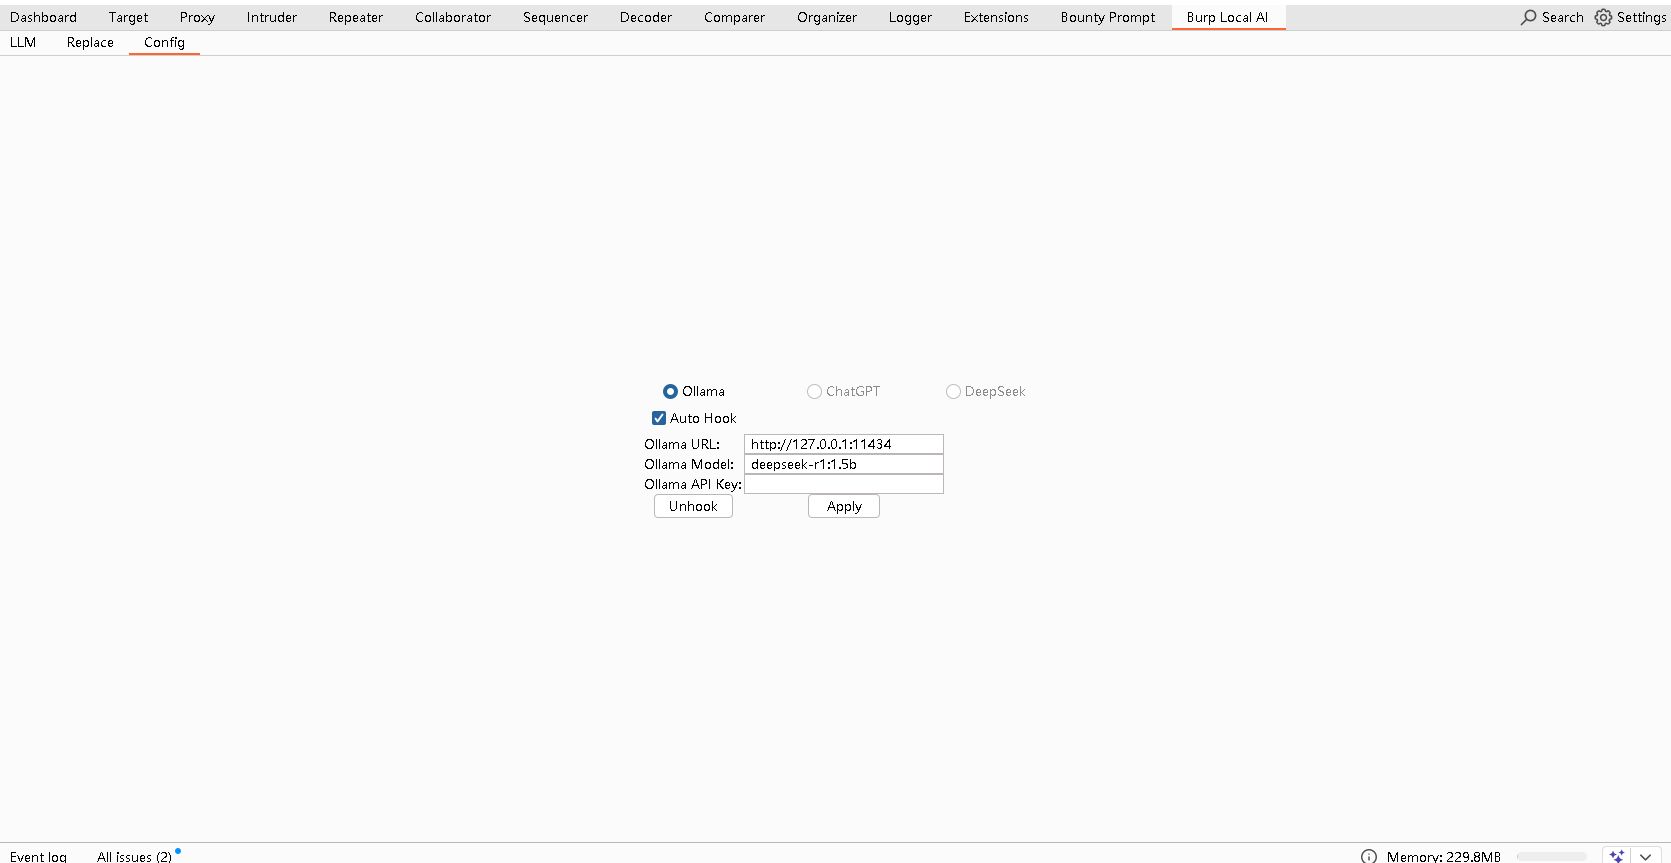 Dashboard Target Proxy Intruder Repeater Collaborator Sequencer Decoder Comparer Organizer Logger Extensions Bounty Prompt Burp Local AI Search Settings
LLM Replace Config
Ollama ChatGPT DeepSeek
Auto Hook
Ollama URL: http://127.0.0.1:11434
Ollama Model: deepseek-r1:1.5b
Ollama API Key:
Unhook Apply
Event log All issues (2) Memory: 229.8MB